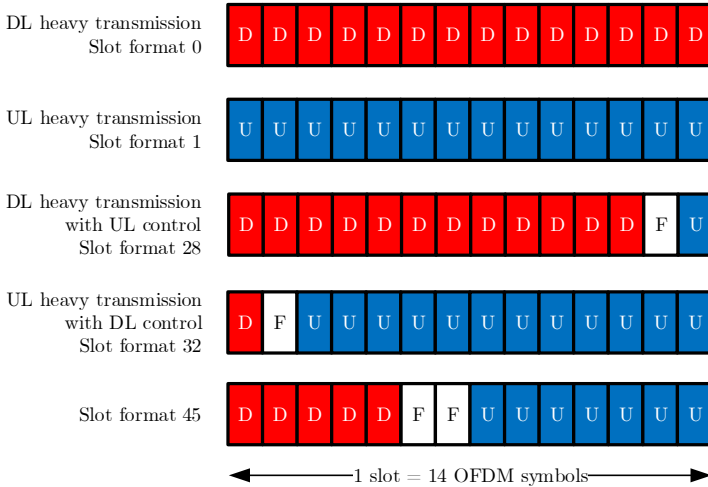 DL heavy transmission
Slot format 0
D D D D D D D D D D D D D D
UL heavy transmission
Slot format 1
U U U U U U U U U U U U U U
DL heavy transmission
with UL control
Slot format 28
D D D D D D D D D D D D F U
UL heavy transmission
with DL control
Slot format 32
D F U U U U U U U U U U U U
Slot format 45
D D D D D F F U U U U U U U
1 slot = 14 OFDM symbols